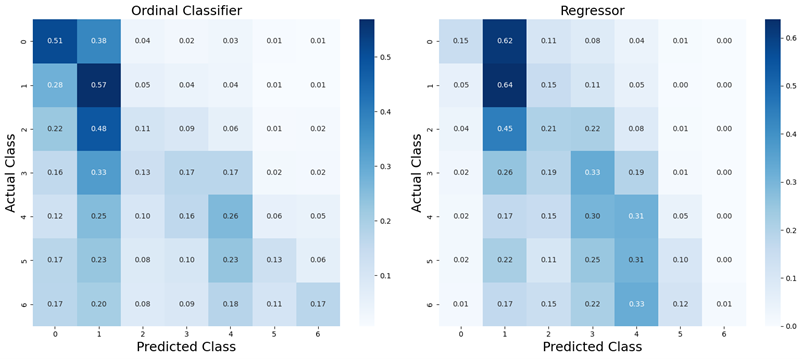 Ordinal Classifier
Regressor
0 0.51 0.38 0.04 0.02 0.03 0.01 0.01
1 0.28 0.57 0.05 0.04 0.04 0.01 0.01
2 0.22 0.48 0.11 0.09 0.06 0.01 0.02
3 0.16 0.33 0.13 0.17 0.17 0.02 0.02
4 0.12 0.25 0.10 0.16 0.26 0.06 0.05
5 0.17 0.23 0.08 0.10 0.23 0.13 0.06
6 0.17 0.20 0.08 0.09 0.18 0.11 0.17
0 1 2 3 4 5 6
Predicted Class
Actual Class
0.5
0.4
0.3
0.2
0.1
0 0.15 0.62 0.11 0.08 0.04 0.01 0.00
1 0.05 0.64 0.15 0.11 0.05 0.00 0.00
2 0.04 0.45 0.21 0.22 0.08 0.01 0.00
3 0.02 0.26 0.19 0.33 0.19 0.01 0.00
4 0.02 0.17 0.15 0.30 0.31 0.05 0.00
5 0.02 0.22 0.11 0.25 0.31 0.10 0.00
6 0.01 0.17 0.15 0.22 0.33 0.12 0.01
0 1 2 3 4 5 6
Predicted Class
Actual Class
0.6
0.5
0.4
0.3
0.2
0.1
0.0